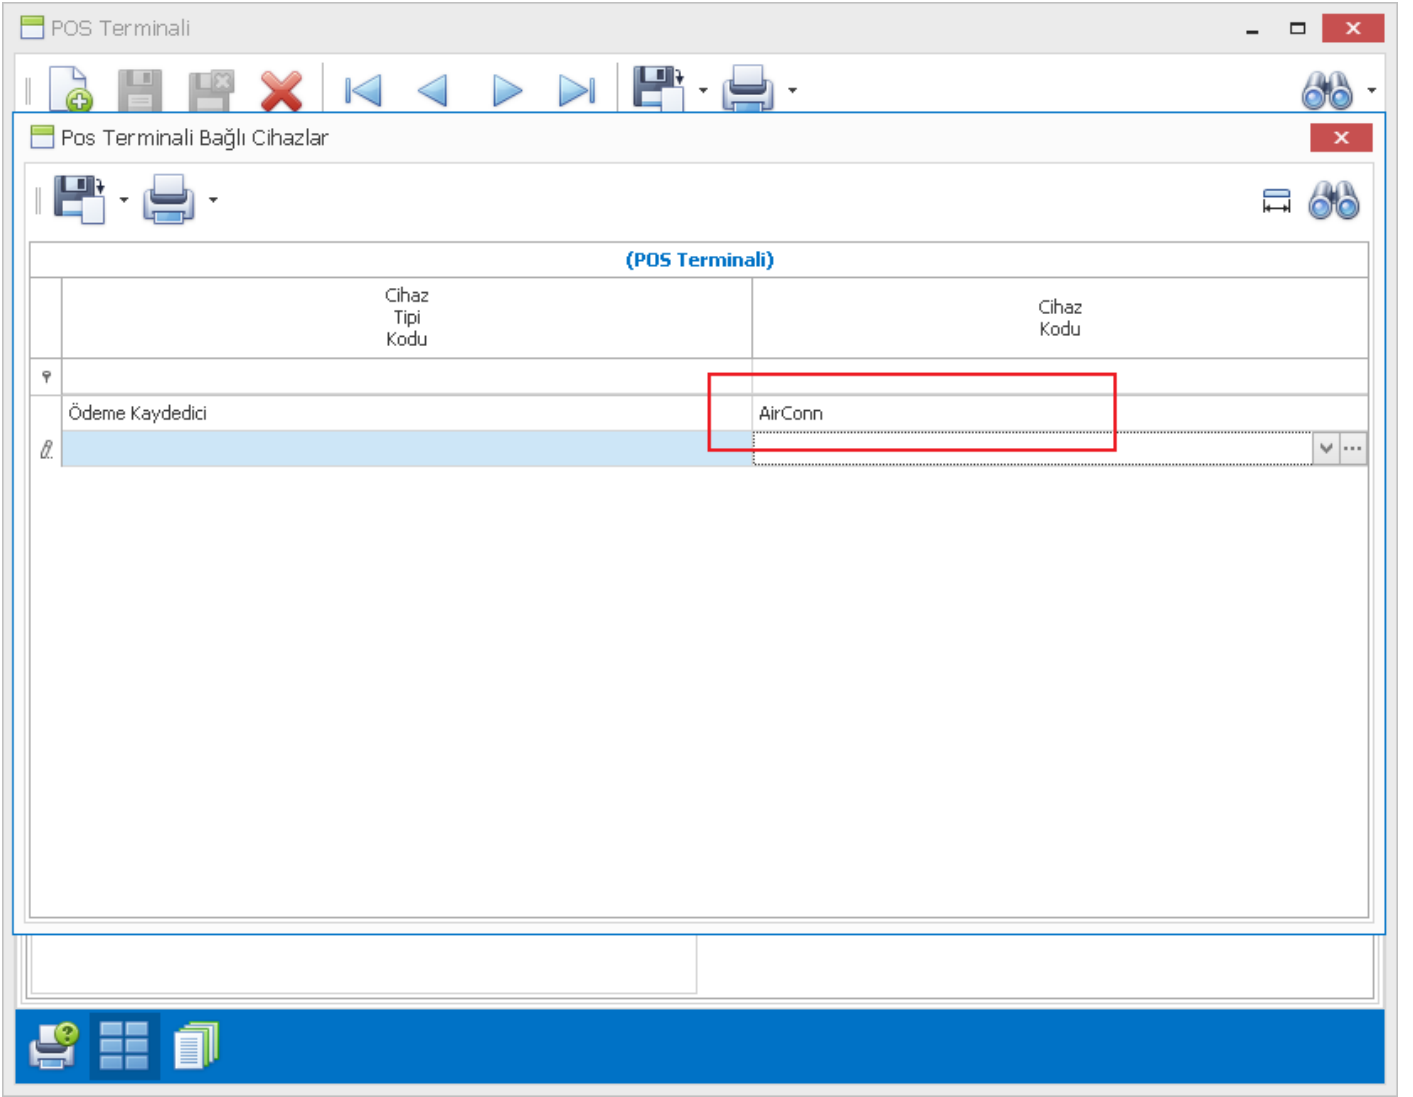 POS Terminali
Pos Terminali Bağlı Cihazlar
(POS Terminali)
Cihaz
Tipi
Kodu
Cihaz
Kodu
Ödeme Kaydedici
AirConn